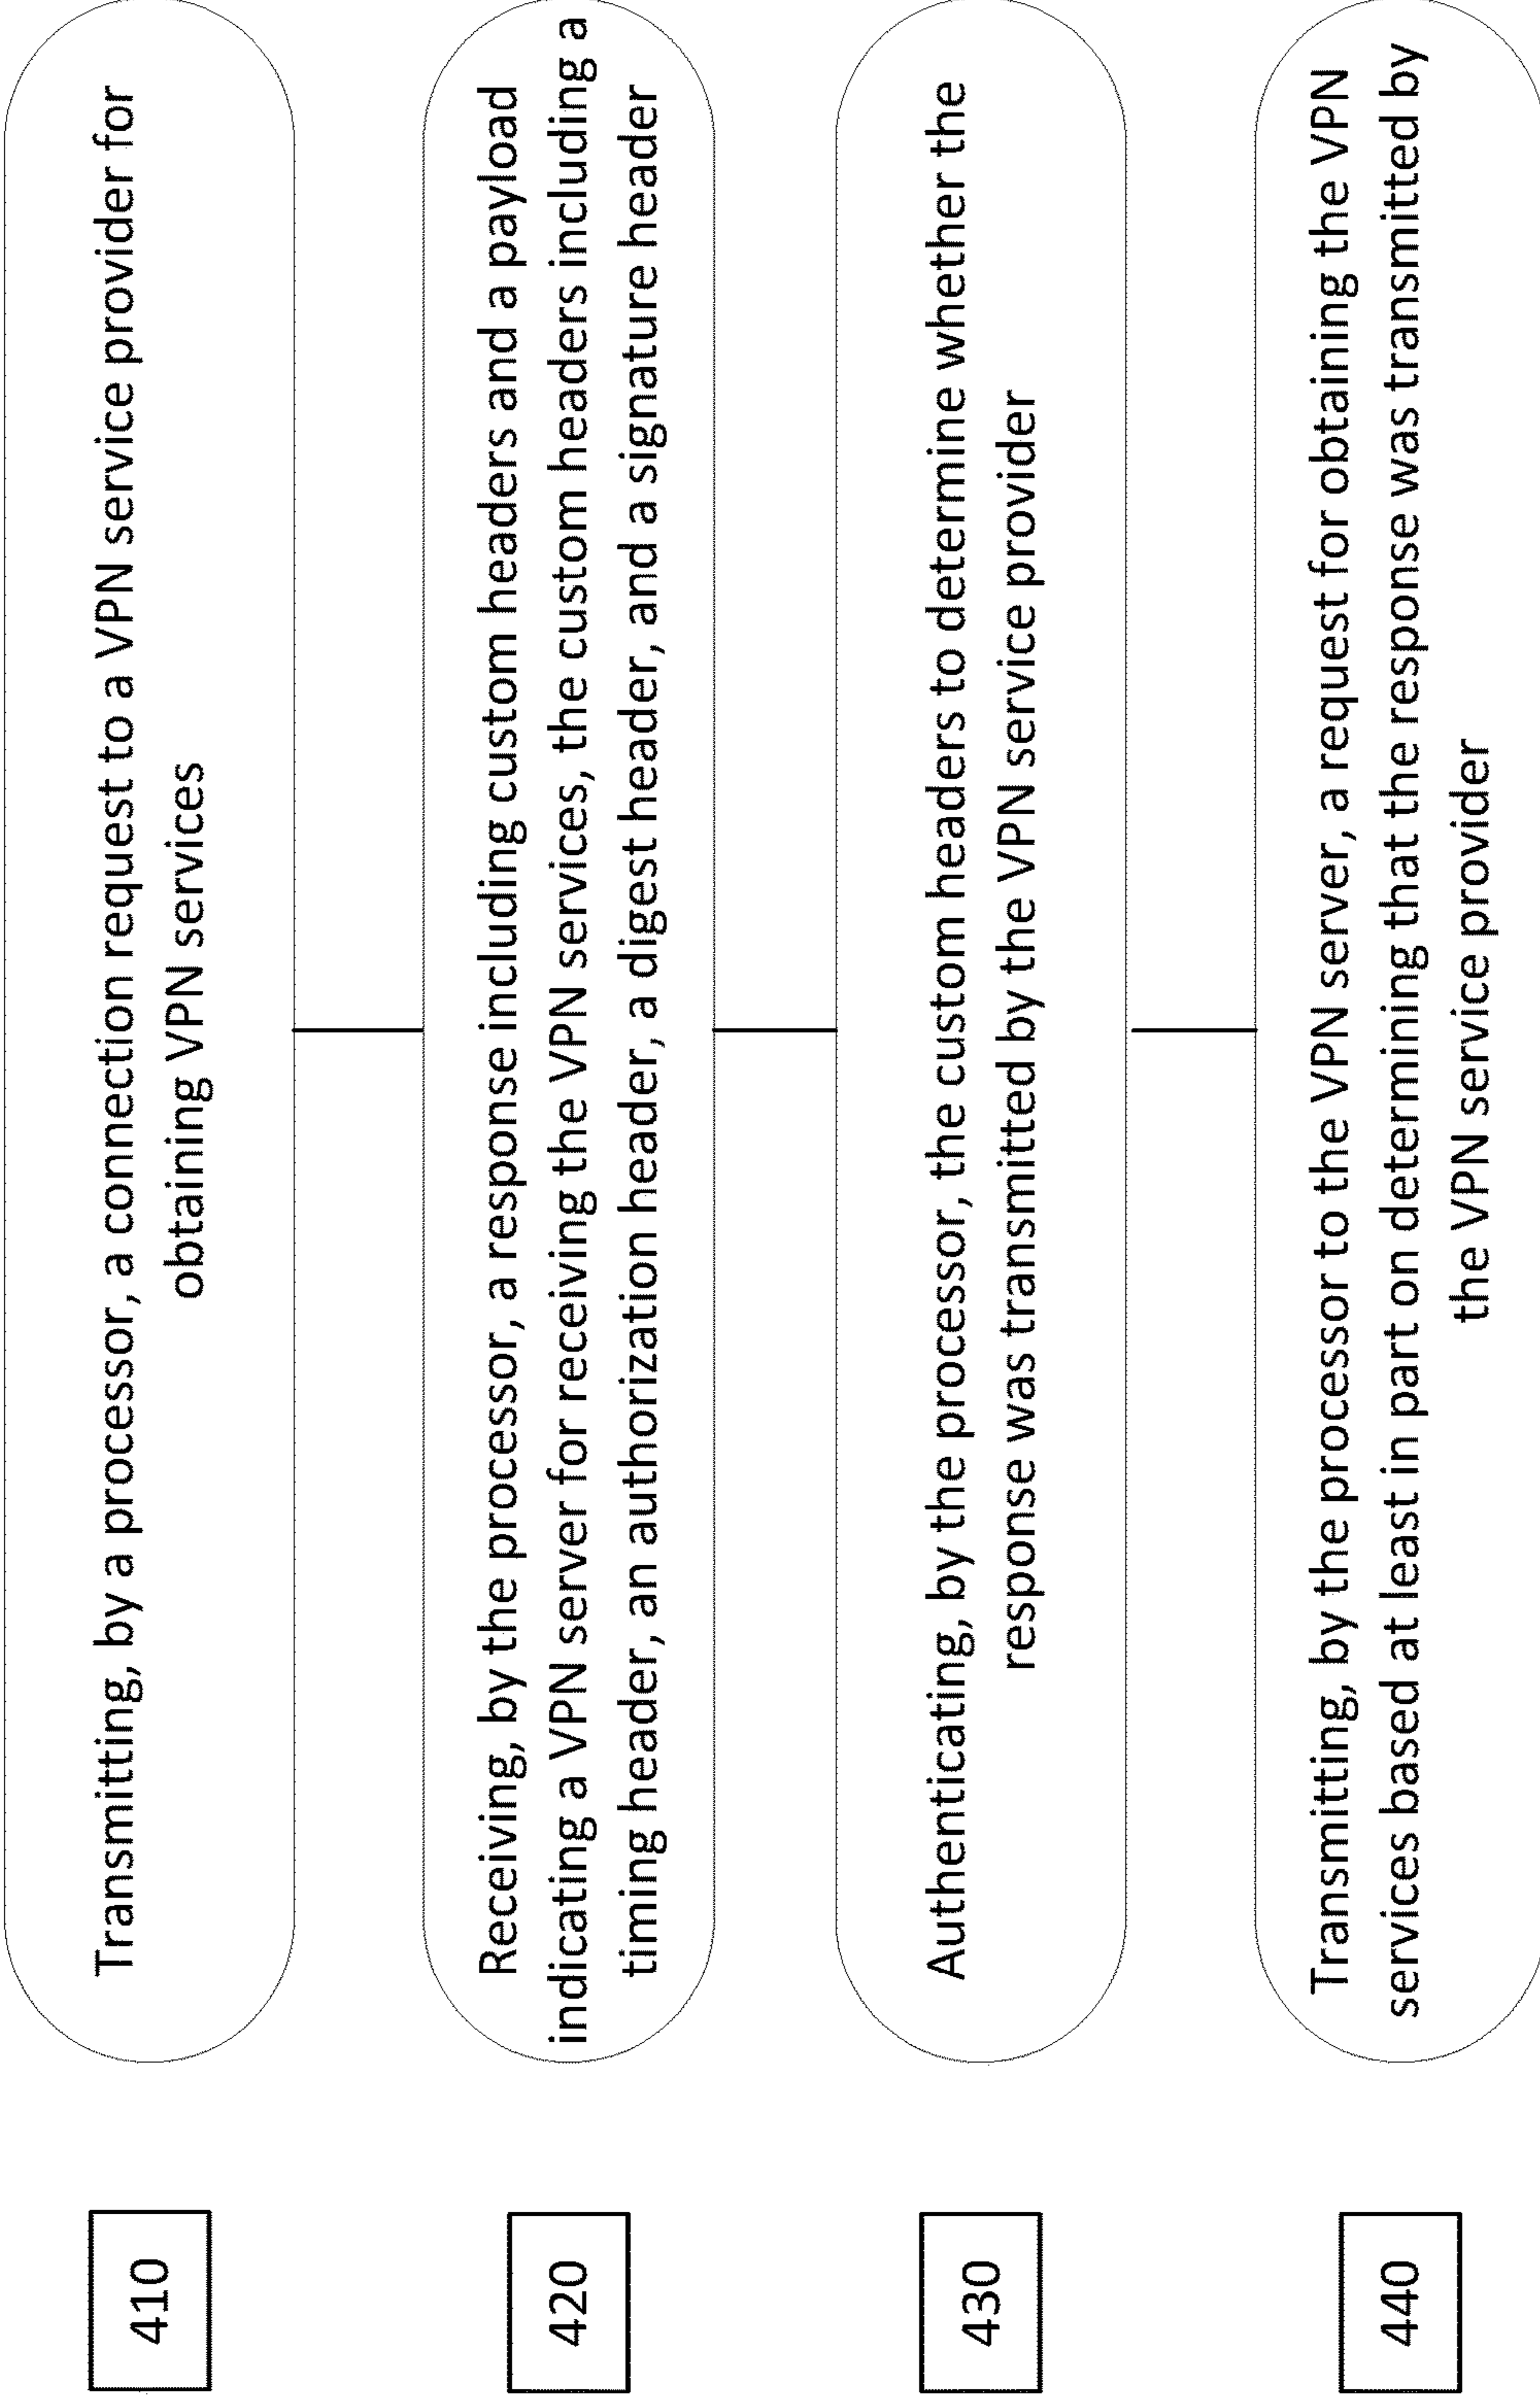 410
Transmitting, by a processor, a connection request to a VPN service provider for
obtaining VPN services
420
Receiving, by the processor, a response including custom headers and a payload
indicating a VPN server for receiving the VPN services, the custom headers including a
timing header, an authorization header, a digest header, and a signature header
430
Authenticating, by the processor, the custom headers to determine whether the
response was transmitted by the VPN service provider
440
Transmitting, by the processor to the VPN server, a request for obtaining the VPN
services based at least in part on determining that the response was transmitted by
the VPN service provider